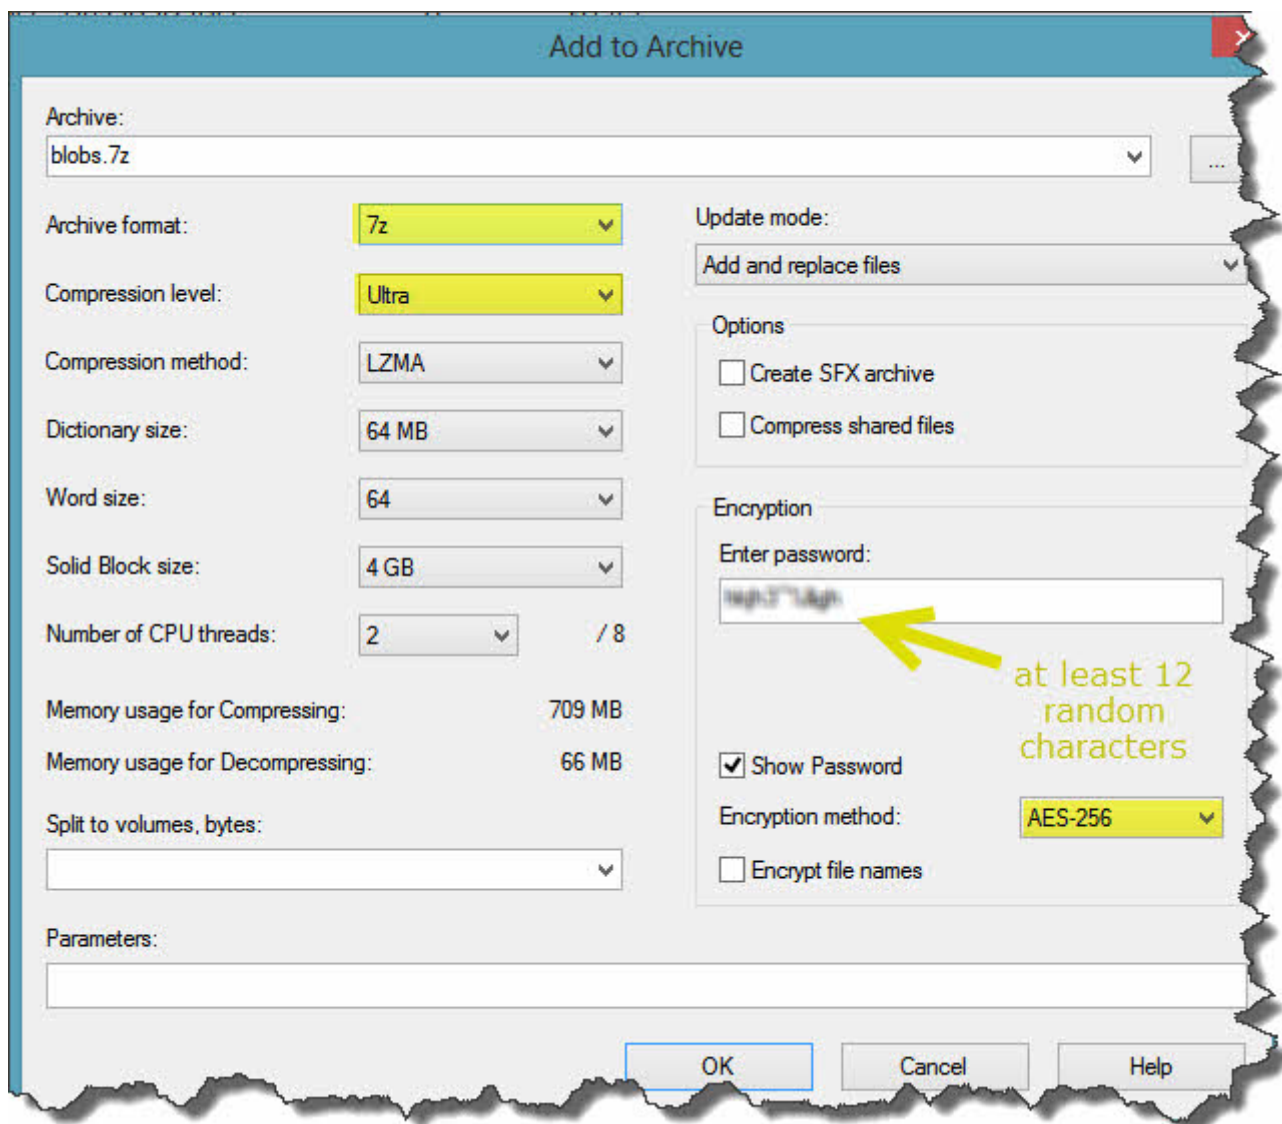 Add to Archive
Archive:
blobs.7z
...
Archive format:
7z
Compression level:
Ultra
Compression method:
LZMA
Dictionary size:
64 MB
Word size:
64
Solid Block size:
4 GB
Number of CPU threads:
2
/ 8
Memory usage for Compressing:
709 MB
Memory usage for Decompressing:
66 MB
Split to volumes, bytes:
Update mode:
Add and replace files
Options
Create SFX archive
Compress shared files
Encryption
Enter password:
at least 12
random
characters
Show Password
Encryption method:
AES-256
Encrypt file names
Parameters:
OK
Cancel
Help